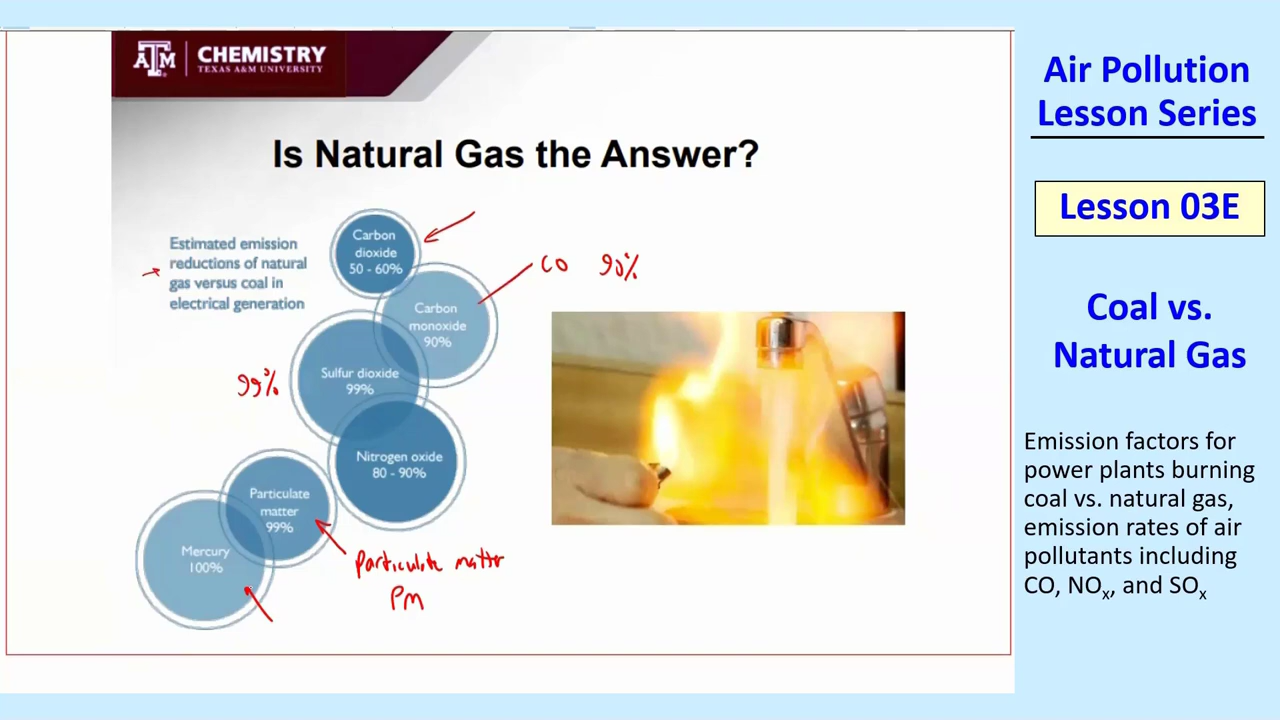 ATM
CHEMISTRY
TEXAS A&M UNIVERSITY
Is Natural Gas the Answer?
Estimated emission
reductions of natural
gas versus coal in
electrical generation
Carbon
dioxide
50 - 60%
Carbon
monoxide
90%
CO 90%
Sulfur dioxide
99%
99%
Nitrogen oxide
80 - 90%
Particulate
matter
99%
Particulate matter
PM
Mercury
100%
Air Pollution
Lesson Series
Lesson 03E
Coal vs.
Natural Gas
Emission factors for
power plants burning
coal vs. natural gas,
emission rates of air
pollutants including
CO, NOx, and SOx